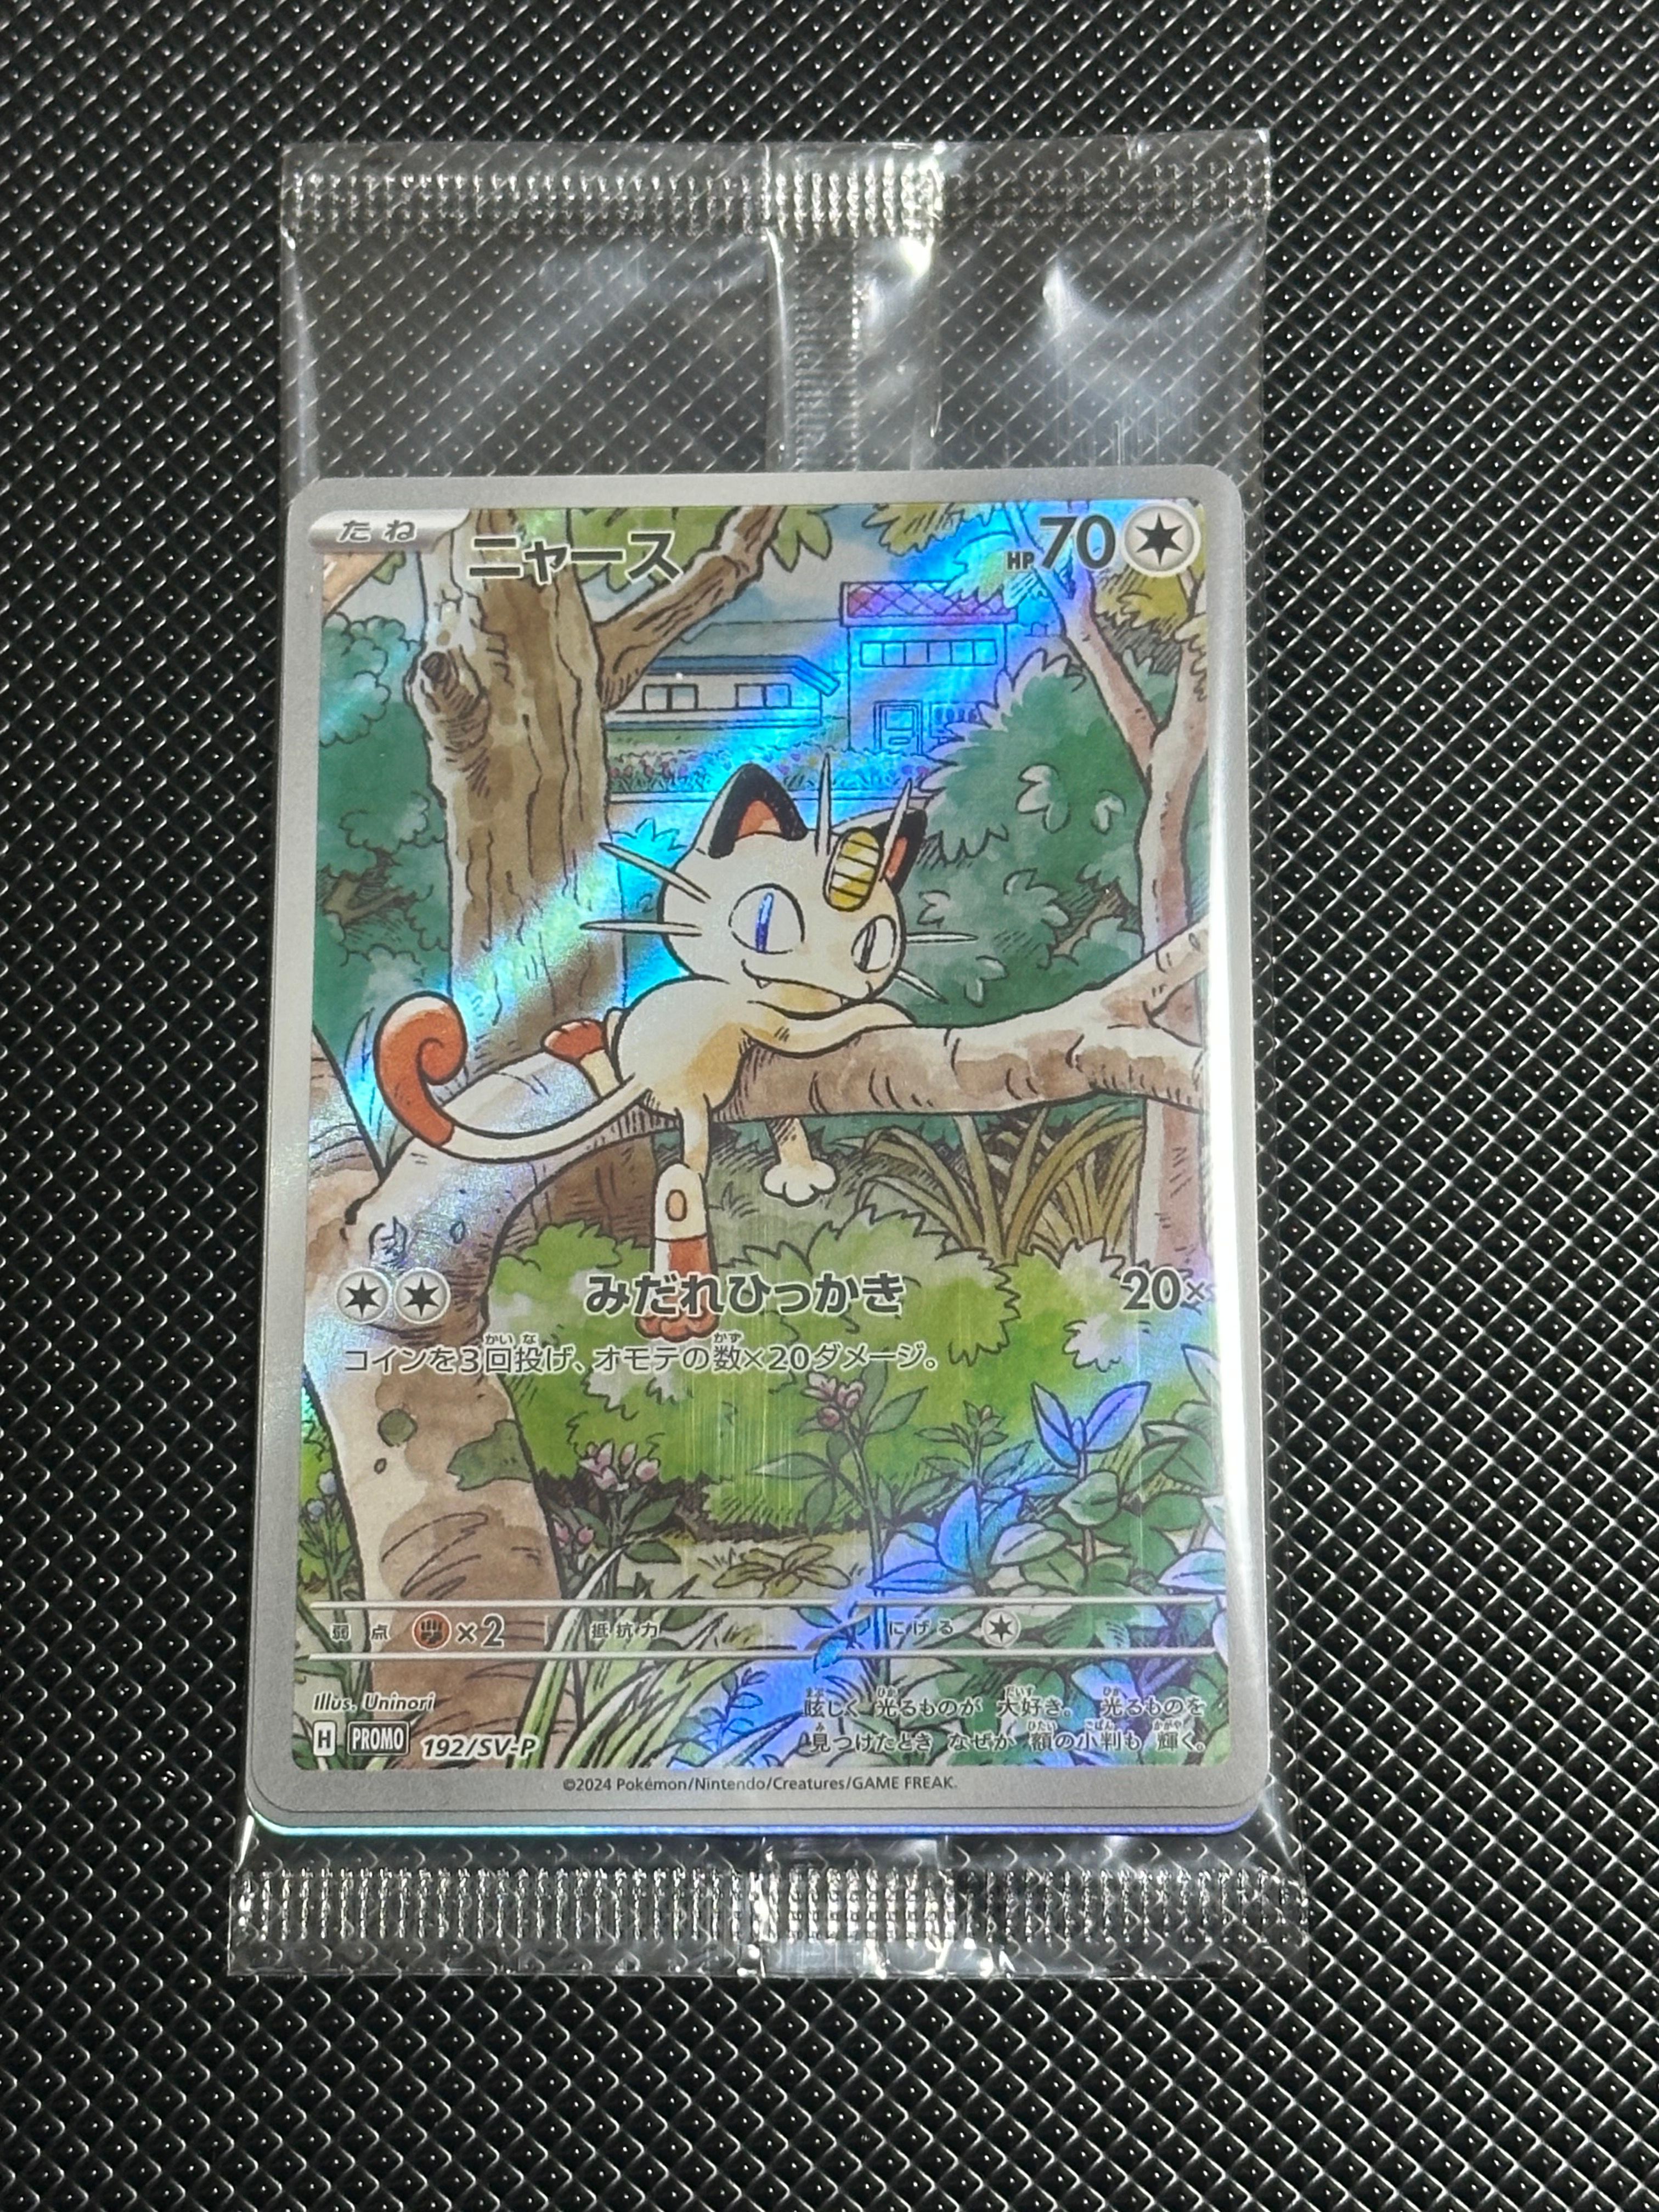 たね ニャース HP70
みだれひっかき 20×
コインを3回投げ、オモテの数×20ダメージ。
弱点 ×2 抵抗力 にげる
Illus. Uninori
眩しく 光るものが 大好き。 光るものを
見つけたとき なぜか 額の小判も 輝く。
H PROMO 192/SV-P
©2024 Pokémon/Nintendo/Creatures/GAME FREAK.